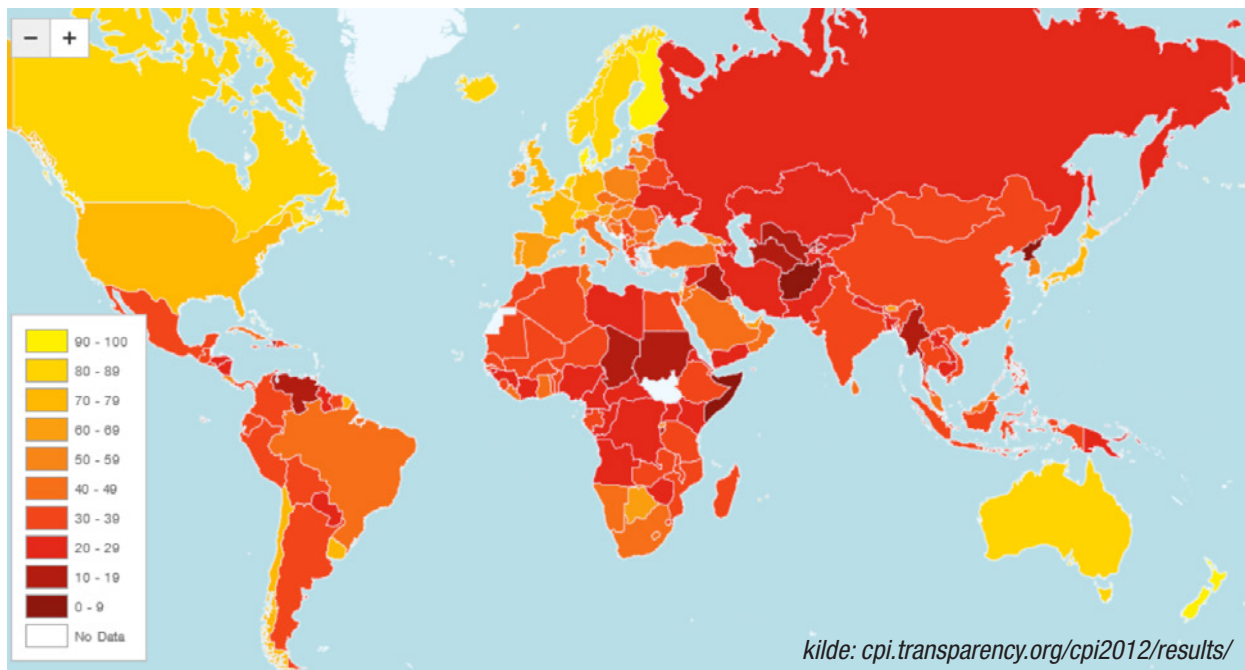 − +
90 - 100
80 - 89
70 - 79
60 - 69
50 - 59
40 - 49
30 - 39
20 - 29
10 - 19
0 - 9
No Data
kilde: cpi.transparency.org/cpi2012/results/